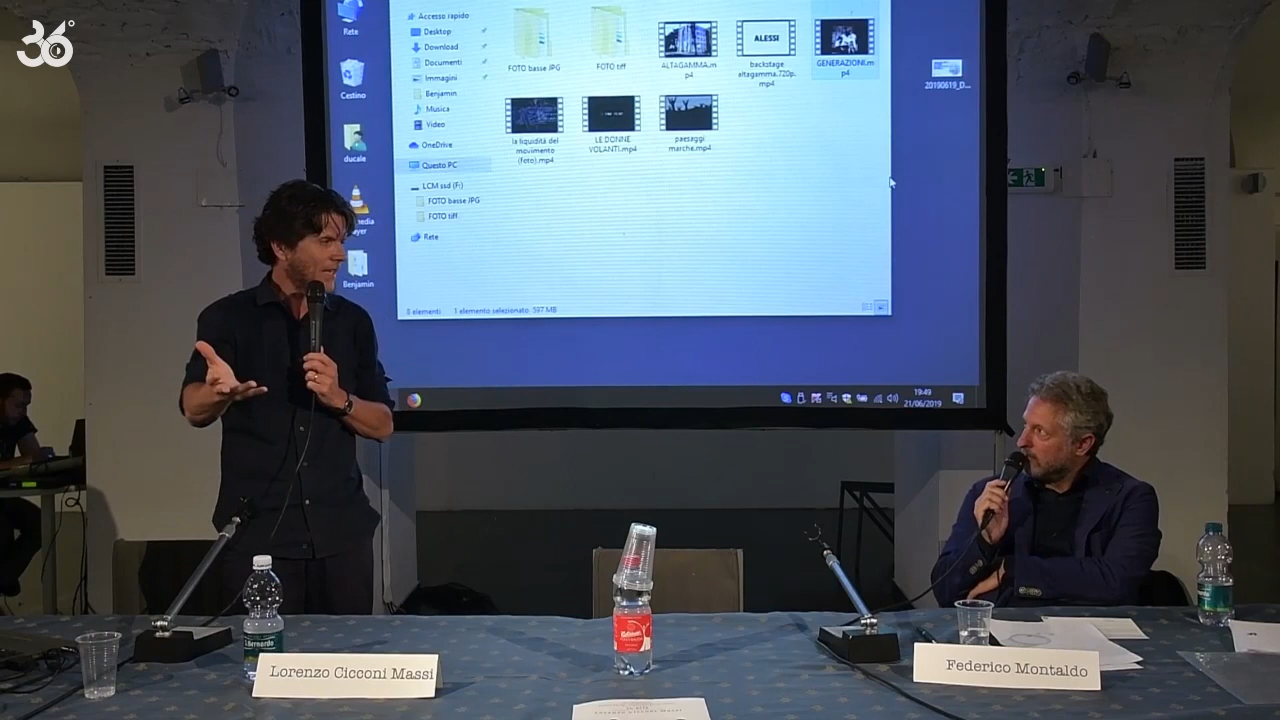 36°
Rete
Cestino
ducale
Benjamin
Accesso rapido
Desktop
Download
Documenti
Immagini
Benjamin
Musica
Video
OneDrive
Questo PC
LCM ssd (F:)
FOTO basse JPG
FOTO tiff
Rete
FOTO basse JPG
FOTO tiff
ALTAGAMMA.m
p4
ALESSI
backstage
altagamma.720p.
mp4
GENERAZIONI.m
p4
la liquidità del
movimento
(foto).mp4
LE DONNE
VOLANTI.mp4
paesaggi
marche.mp4
8 elementi
1 elemento selezionato 597 MB
20190619_D...
19:49
21/06/2019
Lorenzo Cicconi Massi
Federico Montaldo